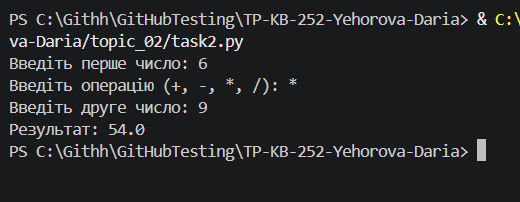 PS C:\Githh\GitHubTesting\TP-KB-252-Yehorova-Daria> & C:\
va-Daria/topic_02/task2.py
Введіть перше число: 6
Введіть операцію (+, -, *, /): *
Введіть друге число: 9
Результат: 54.0
PS C:\Githh\GitHubTesting\TP-KB-252-Yehorova-Daria>